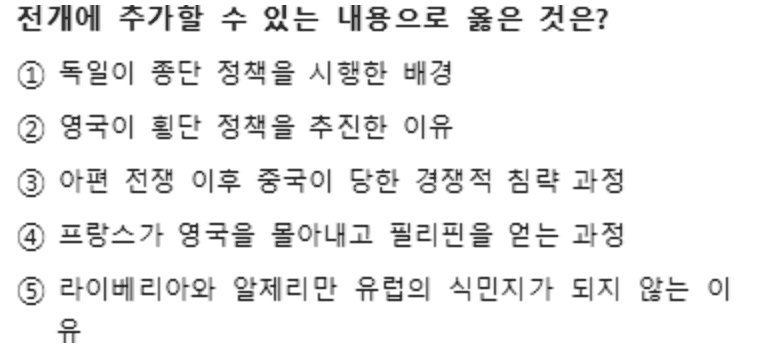 전개에 추가할 수 있는 내용으로 옳은 것은?
① 독일이 종단 정책을 시행한 배경
② 영국이 횡단 정책을 추진한 이유
③ 아편 전쟁 이후 중국이 당한 경쟁적 침략 과정
④ 프랑스가 영국을 몰아내고 필리핀을 얻는 과정
⑤ 라이베리아와 알제리만 유럽의 식민지가 되지 않는 이
유